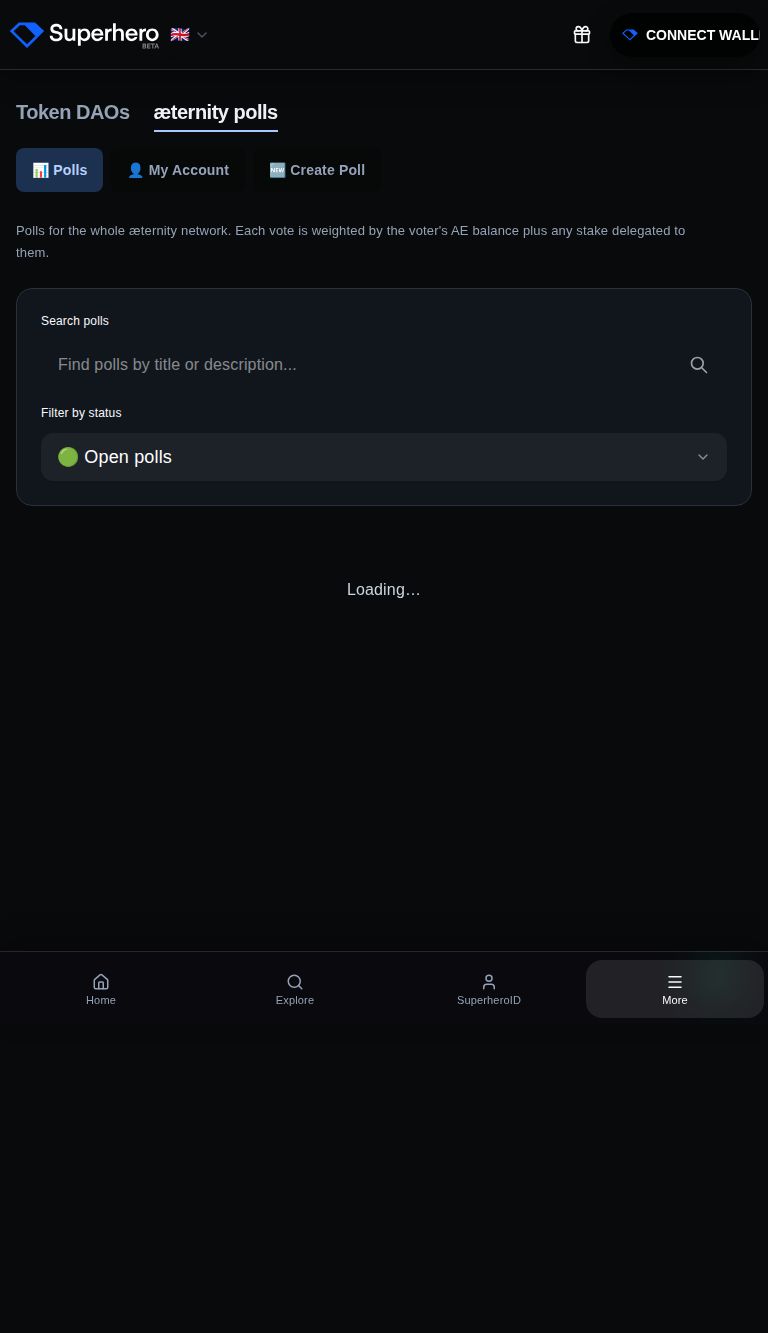 Superhero
BETA
CONNECT WALL
Token DAOs æternity polls
📊 Polls 👤 My Account 🆕 Create Poll
Polls for the whole æternity network. Each vote is weighted by the voter's AE balance plus any stake delegated to
them.
Search polls
Find polls by title or description...
Filter by status
🟢 Open polls
Loading…
Home Explore SuperheroID More